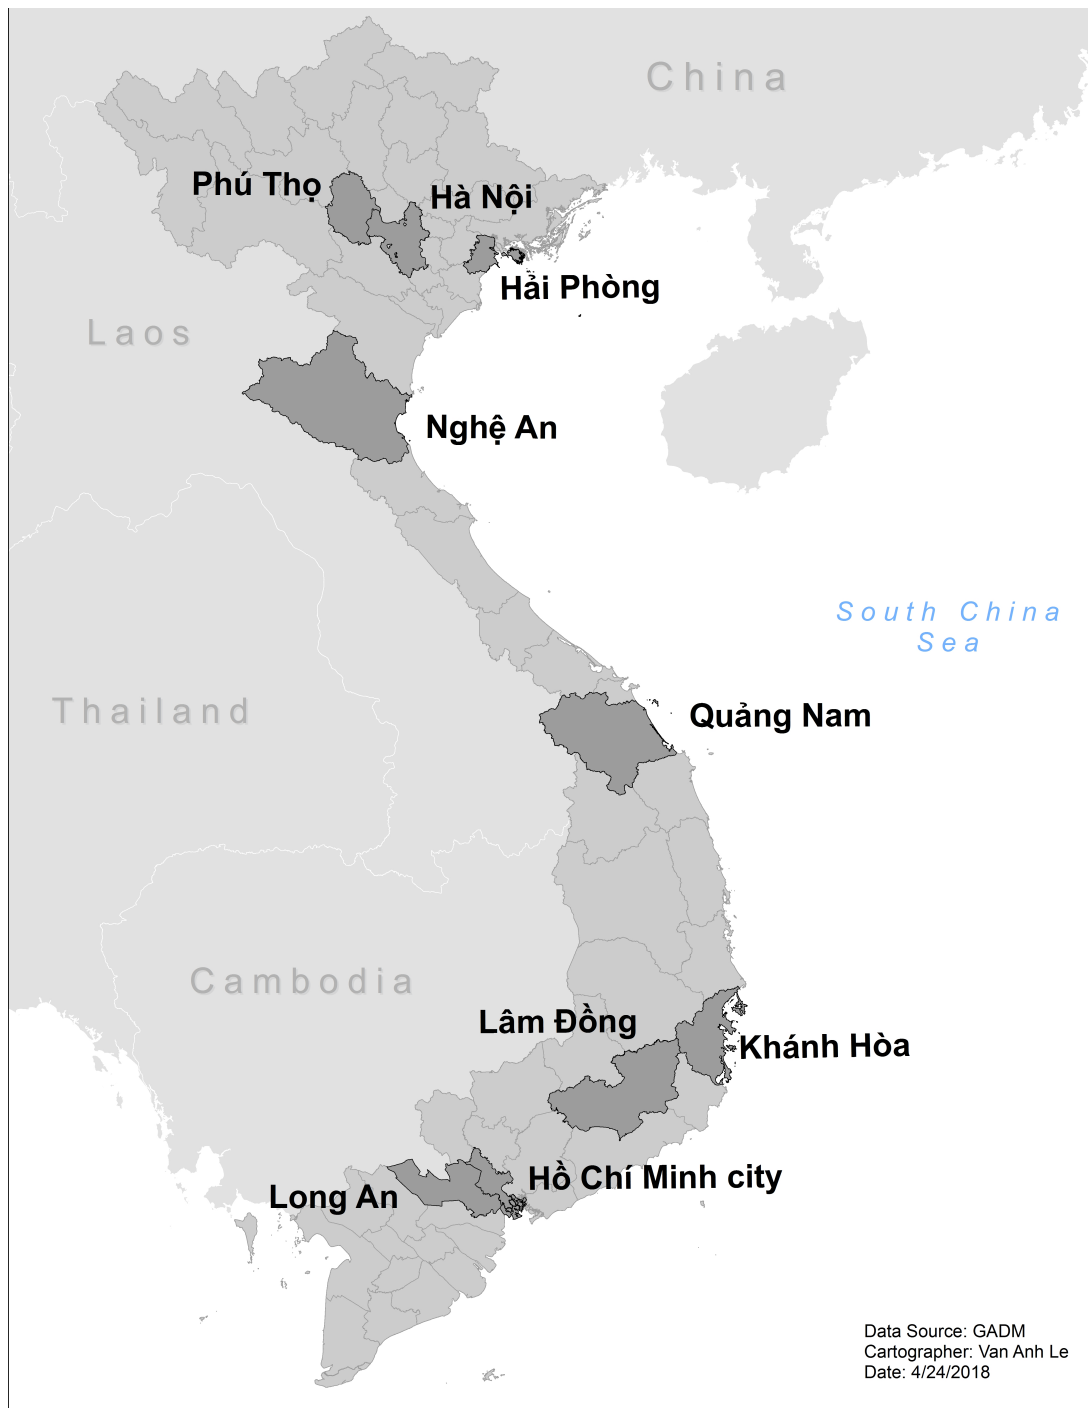 China
Phú Thọ
Hà Nội
Hải Phòng
Laos
Nghệ An
South China
Sea
Thailand
Quảng Nam
Cambodia
Lâm Đồng
Khánh Hòa
Hồ Chí Minh city
Long An
Data Source: GADM
Cartographer: Van Anh Le
Date: 4/24/2018